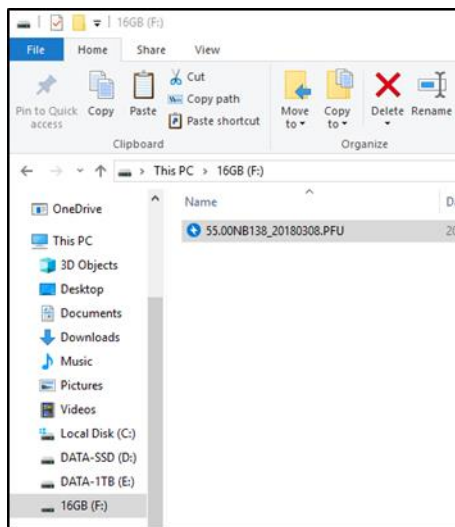 16GB (F:)
File Home Share View
Pin to Quick access
Copy
Paste
Cut
Copy path
Paste shortcut
Move to
Copy to
Delete
Rename
Clipboard
Organize
This PC > 16GB (F:)
Name
OneDrive
55.00NB138_20180308.PFU
This PC
3D Objects
Desktop
Documents
Downloads
Music
Pictures
Videos
Local Disk (C:)
DATA-SSD (D:)
DATA-1TB (E:)
16GB (F:)